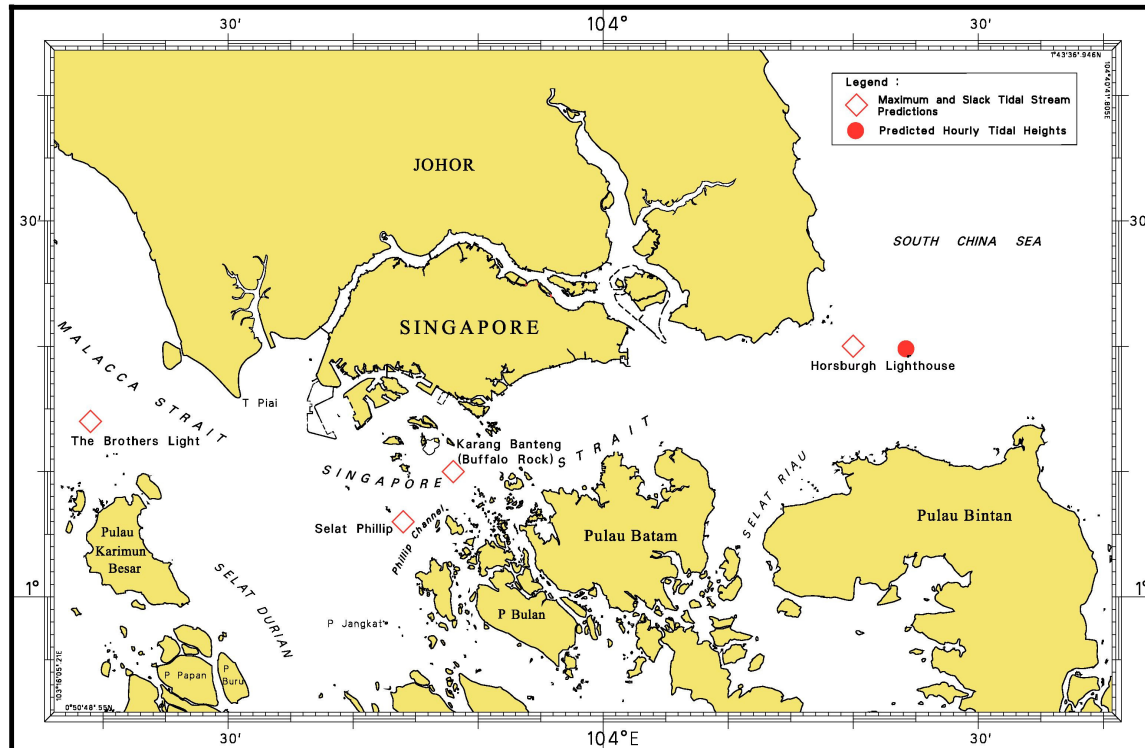 30'
104°
30'
1°43'36".946N
104°40'41".805E
Legend :
Maximum and Slack Tidal Stream
Predictions
Predicted Hourly Tidal Heights
JOHOR
30'
30'
SOUTH CHINA SEA
SINGAPORE
MALACCA STRAIT
Horsburgh Lighthouse
T Piai
The Brothers Light
Karang Banteng
(Buffalo Rock)
SINGAPORE STRAIT
SELAT RIAU
Pulau Bintan
Selat Phillip
Phillip Channel
Pulau Batam
Pulau
Karimun
Besar
SELAT DURIAN
1°
1°
P Bulan
P Jangkat
P Papan
P
Buru
103°18'05".21E
0°50'48".55N
30'
104°E
30'